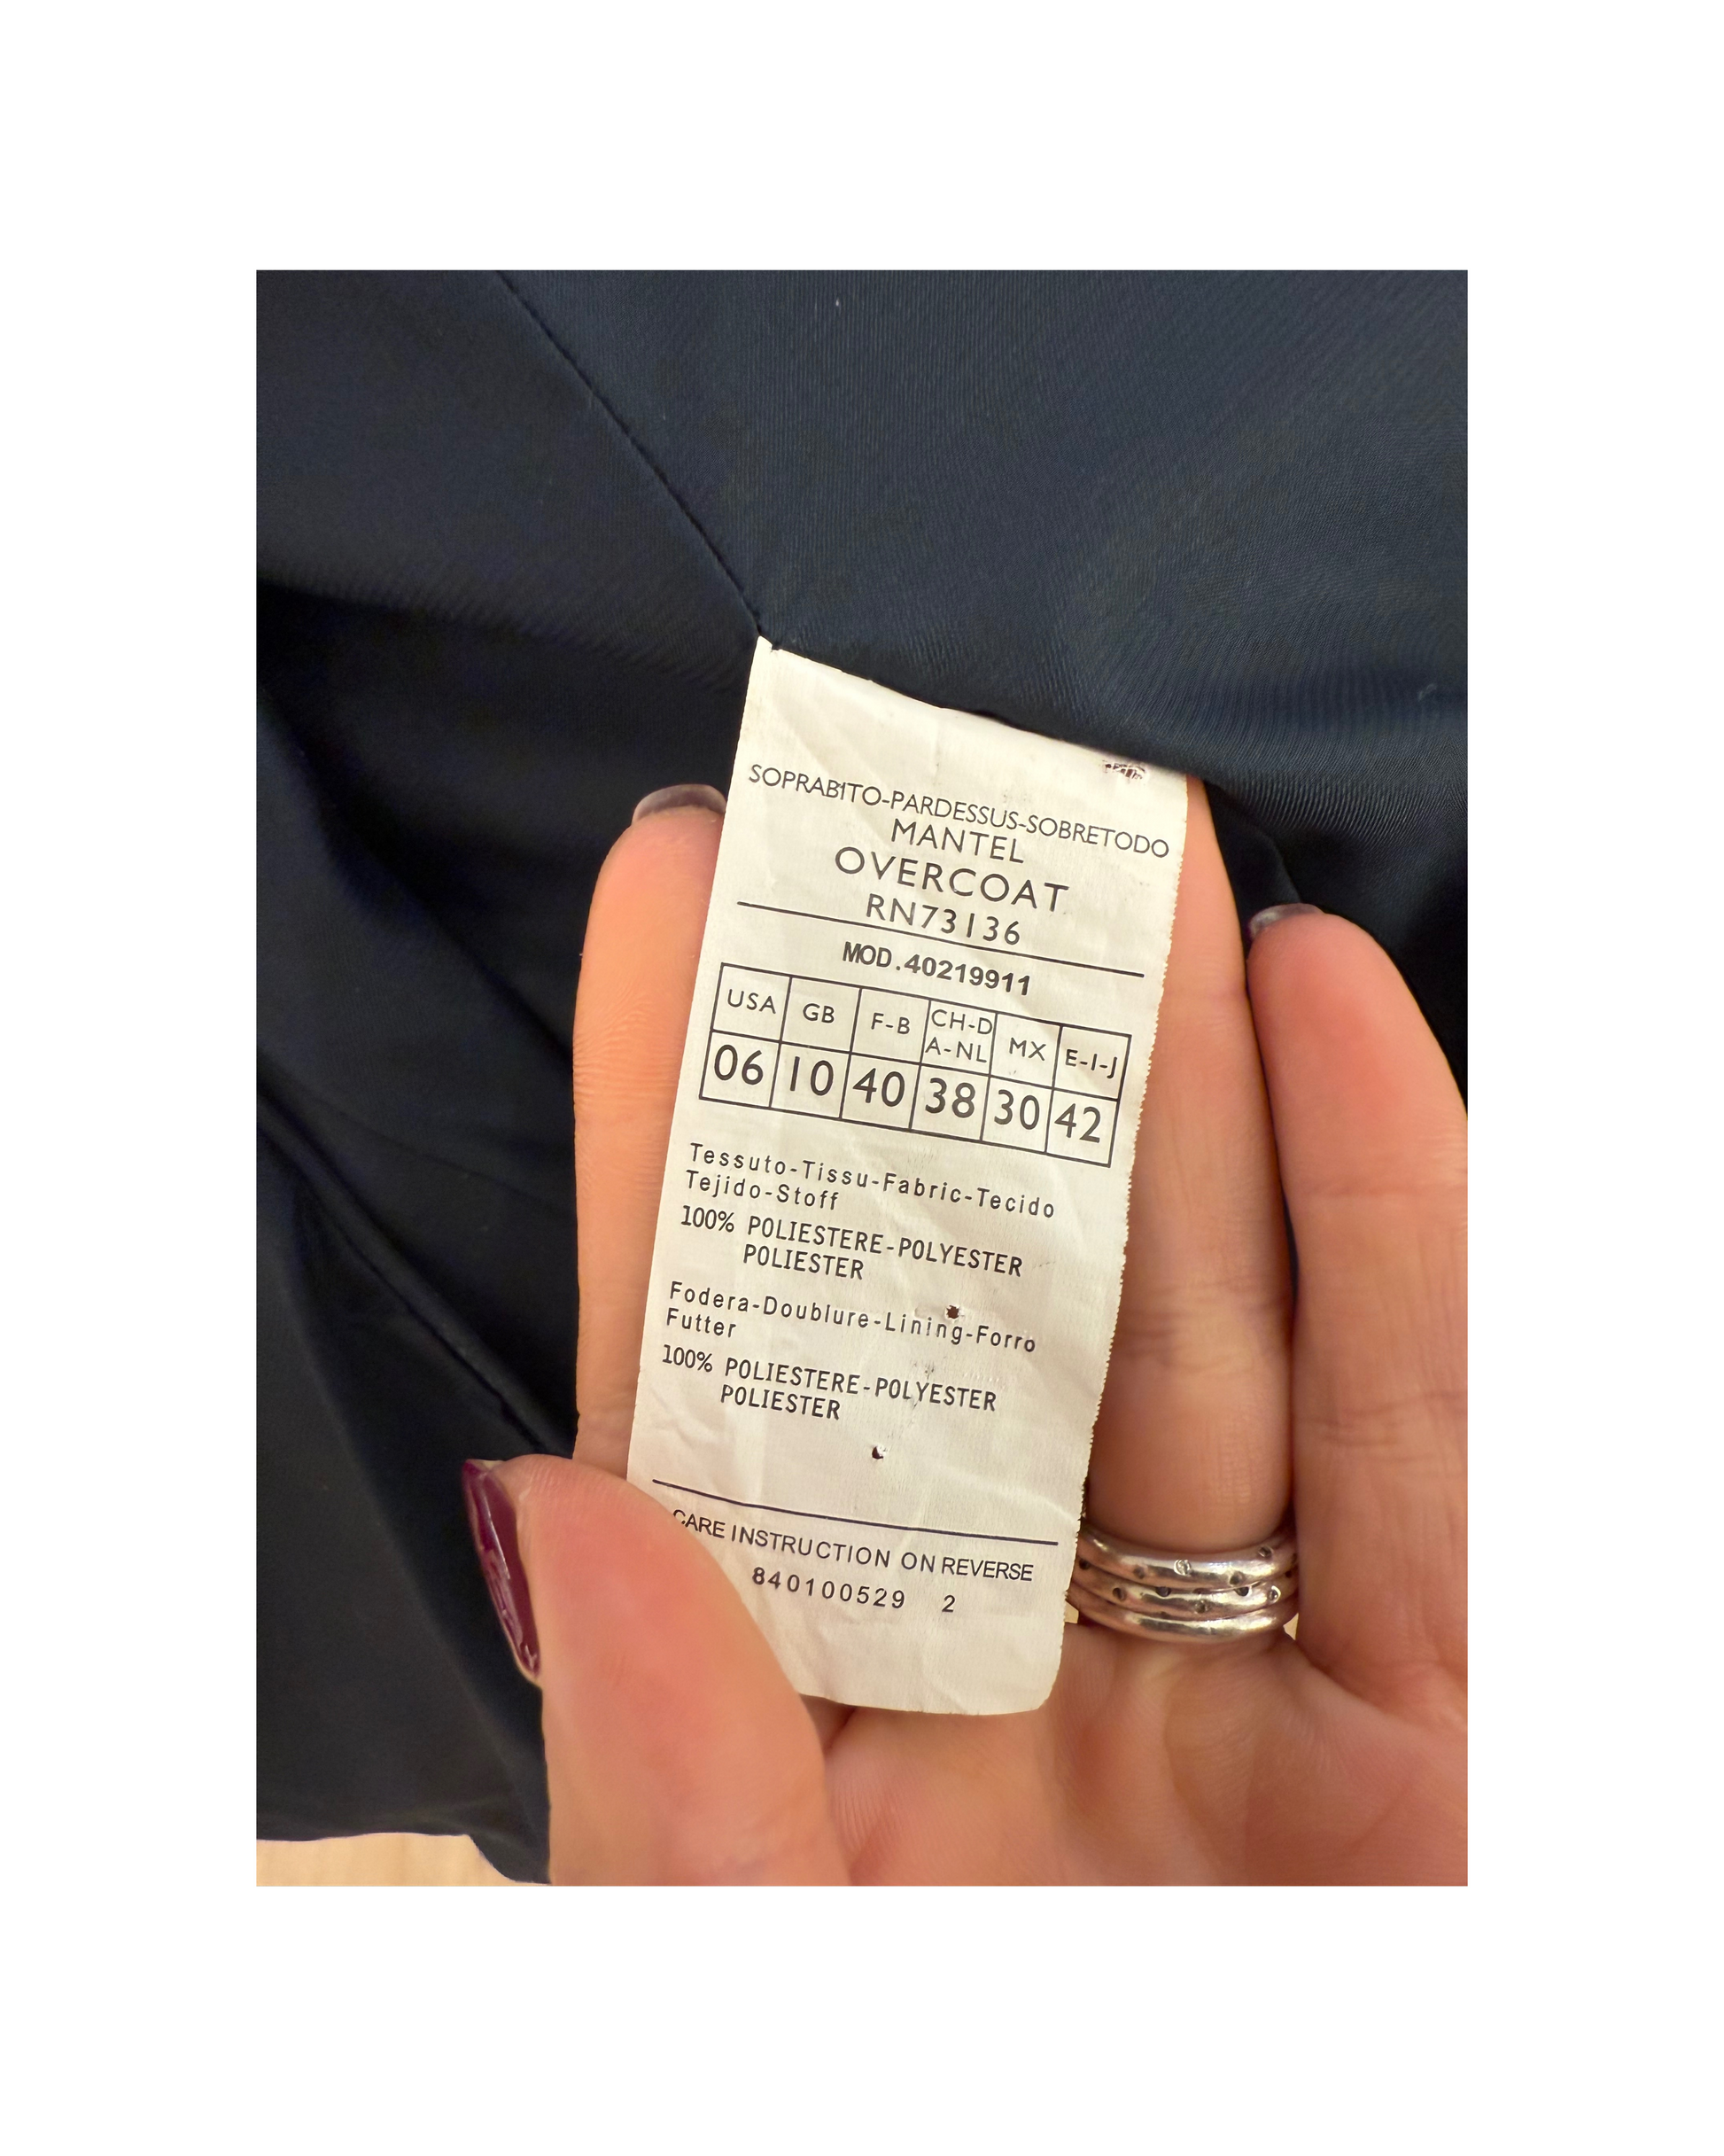 SOPRABITO-PARDESSUS-SOBRETODO
MANTEL
OVERCOAT
RN73136
MOD.40219911
USA GB F-B CH-D A-NL MX E-I-J
06 10 40 38 30 42
Tessuto-Tissu-Fabric-Tecido
Tejido-Stoff
100% POLIESTERE-POLYESTER
POLIESTER
Fodera-Doublure-Lining-Forro
Futter
100% POLIESTERE-POLYESTER
POLIESTER
CARE INSTRUCTION ON REVERSE
840100529 2